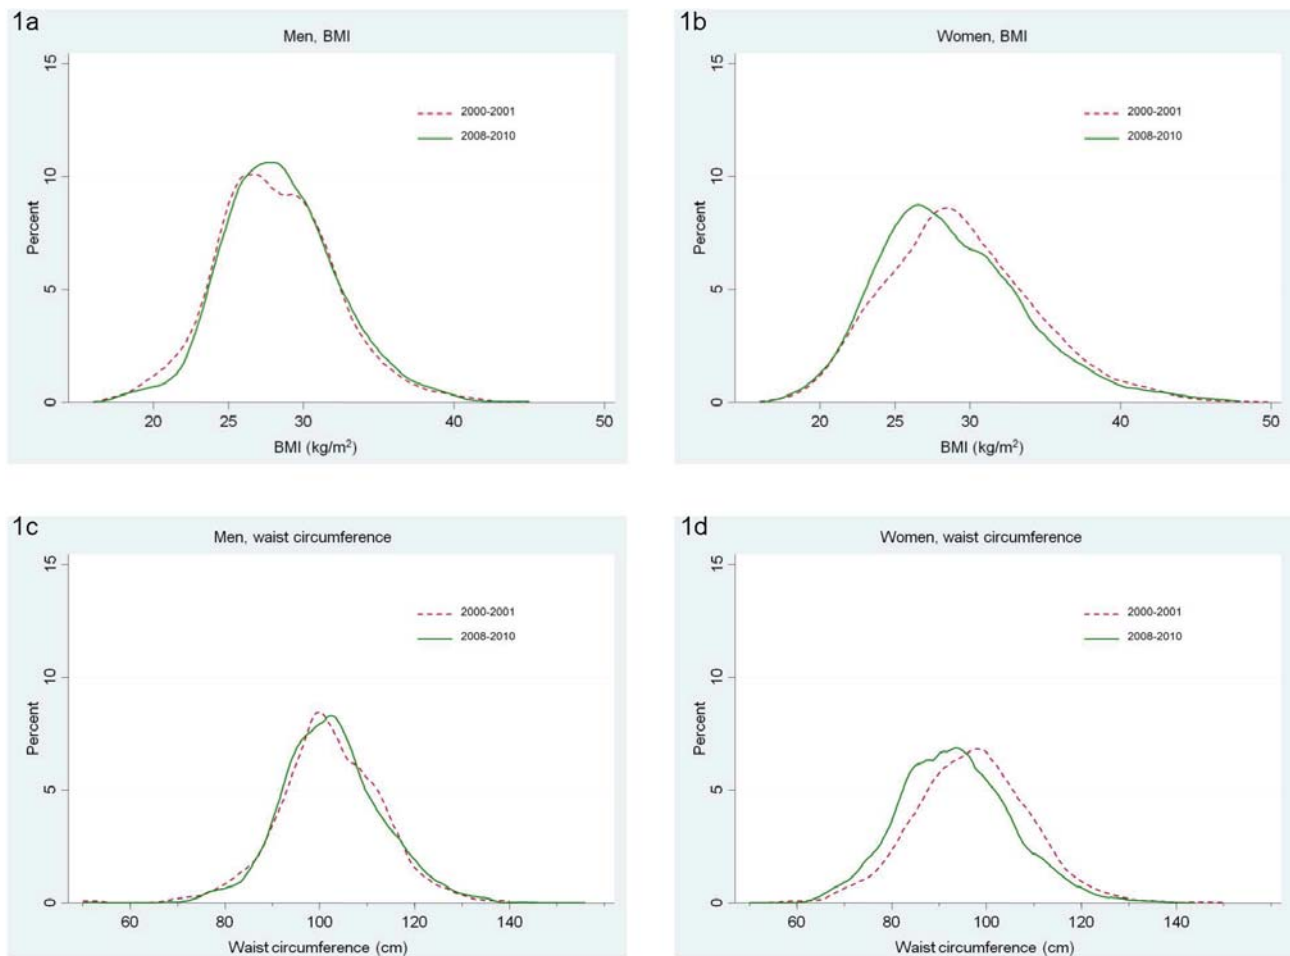 1a
Men, BMI
15
10
5
0
Percent
2000-2001
2008-2010
20 25 30 40 50
BMI (kg/m²)
1b
Women, BMI
15
10
5
0
Percent
2000-2001
2008-2010
20 25 30 40 50
BMI (kg/m²)
1c
Men, waist circumference
15
10
5
0
Percent
2000-2001
2008-2010
60 80 100 120 140
Waist circumference (cm)
1d
Women, waist circumference
15
10
5
0
Percent
2000-2001
2008-2010
60 80 100 120 140
Waist circumference (cm)